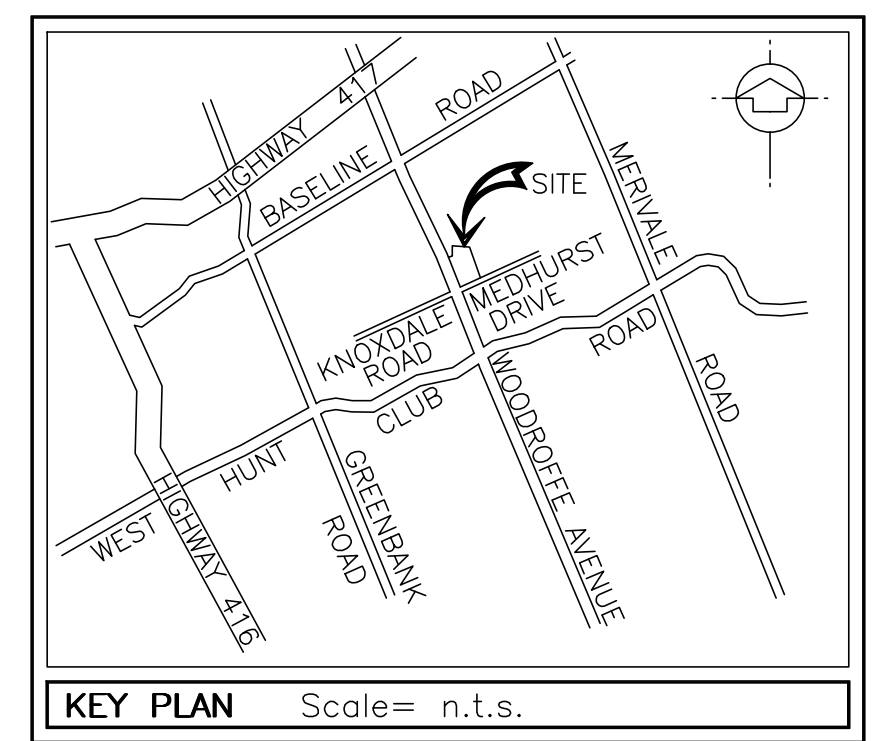 HIGHWAY 417
BASELINE ROAD
SITE
MERIVALE ROAD
MEDHURST
DRIVE
KNOXDALE
ROAD
WEST HUNT CLUB ROAD
GREENBANK
ROAD
WOODROFFE AVENUE
HIGHWAY 416
KEY PLAN Scale= n.t.s.